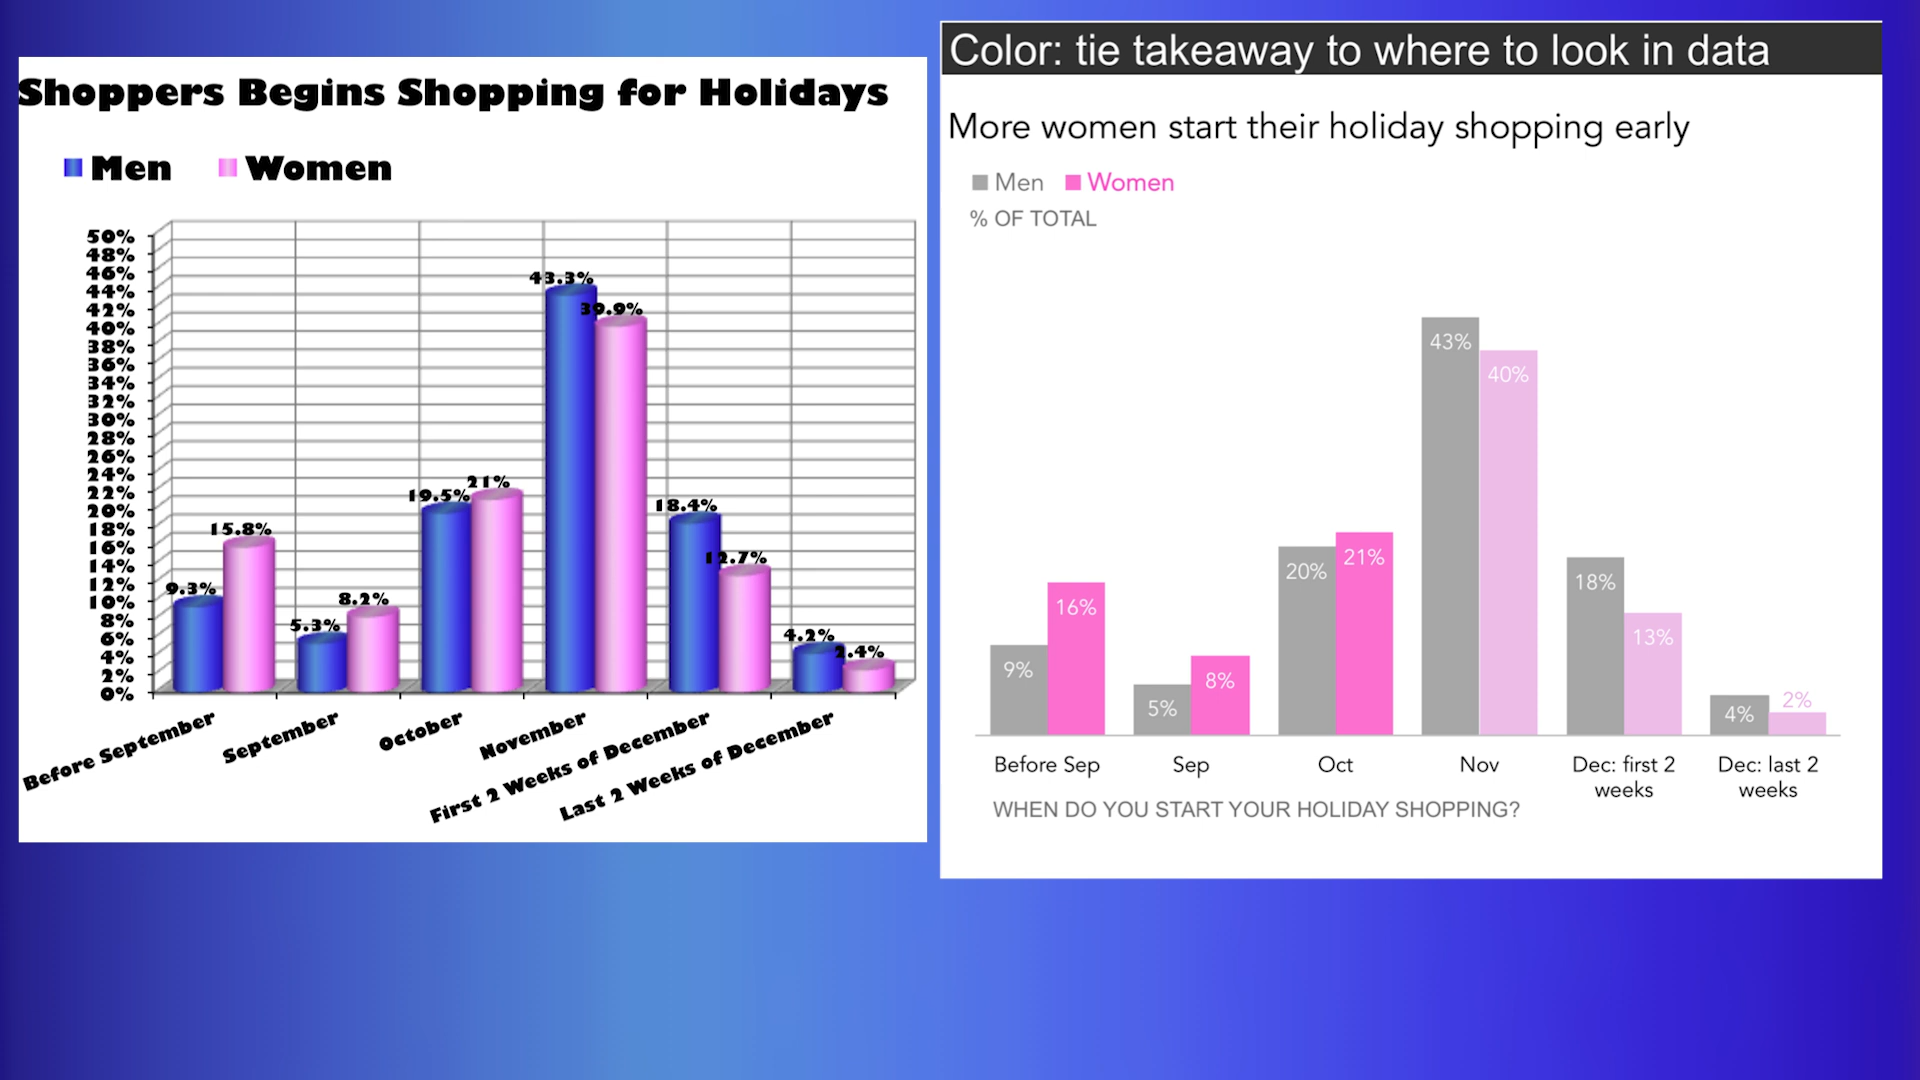 Shoppers Begins Shopping for Holidays
Men Women
50%
48%
46%
44%
42%
40%
38%
36%
34%
32%
30%
28%
26%
24%
22%
20%
18%
16%
14%
12%
10%
8%
6%
4%
2%
0%
9.3%
15.8%
5.3%
8.2%
19.5%
21%
43.3%
39.9%
18.4%
12.7%
4.2%
2.4%
Before September
September
October
November
First 2 Weeks of December
Last 2 Weeks of December
Color: tie takeaway to where to look in data
More women start their holiday shopping early
Men Women
% OF TOTAL
9%
16%
5%
8%
20%
21%
43%
40%
18%
13%
4%
2%
Before Sep
Sep
Oct
Nov
Dec: first 2
weeks
Dec: last 2
weeks
WHEN DO YOU START YOUR HOLIDAY SHOPPING?